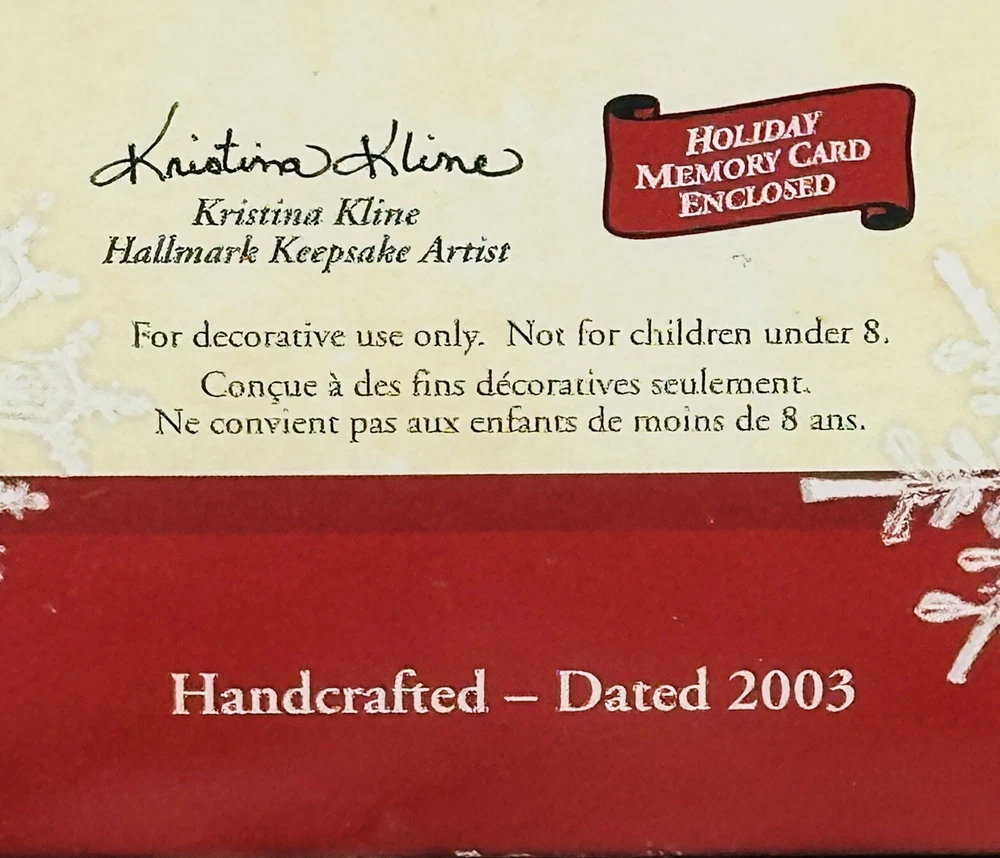 Kristina Kline
Kristina Kline
Hallmark Keepsake Artist
HOLIDAY
MEMORY CARD
ENCLOSED
For decorative use only. Not for children under 8.
Conçue à des fins décoratives seulement.
Ne convient pas aux enfants de moins de 8 ans.
Handcrafted – Dated 2003